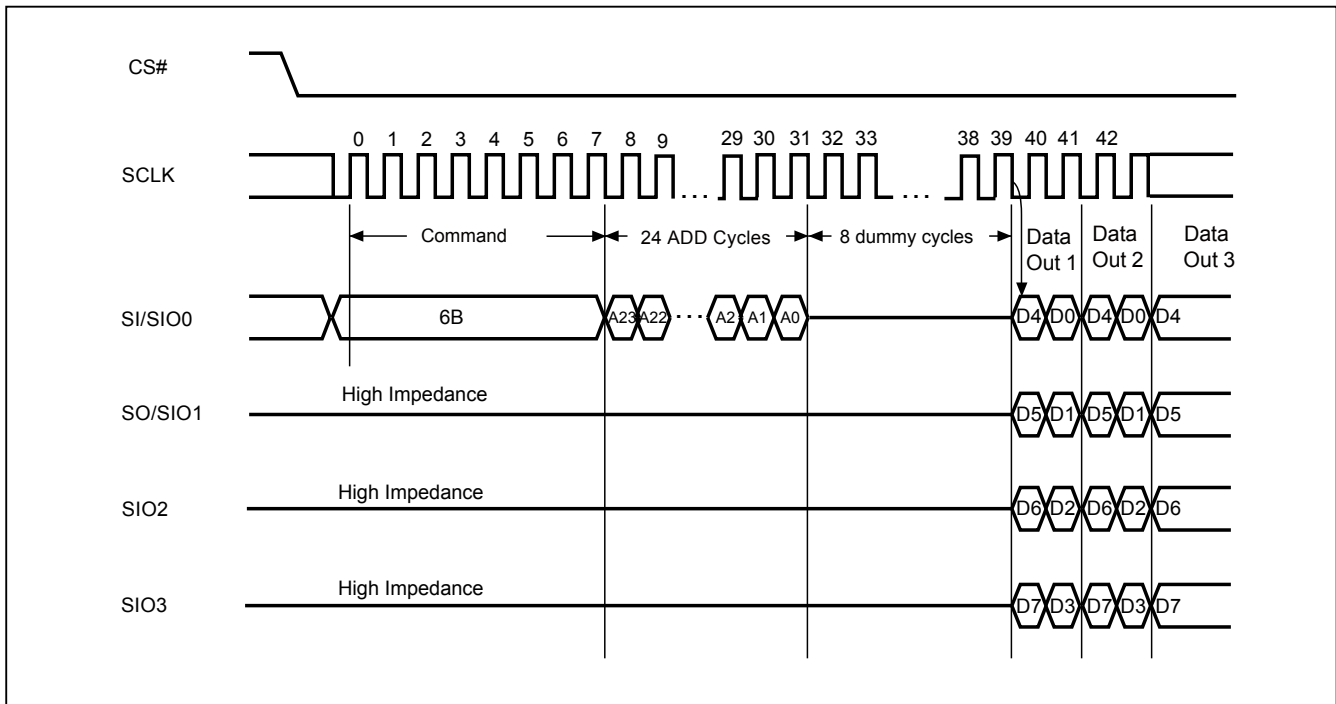 CS#
0 1 2 3 4 5 6 7 8 9 29 30 31 32 33 38 39 40 41 42
SCLK
. . . . . .
Command 24 ADD Cycles 8 dummy cycles Data Out 1 Data Out 2 Data Out 3
SI/SIO0 6B A23 A22 . . . A2 A1 A0 D4 D0 D4 D0 D4
High Impedance
SO/SIO1 D5 D1 D5 D1 D5
High Impedance
SIO2 D6 D2 D6 D2 D6
High Impedance
SIO3 D7 D3 D7 D3 D7